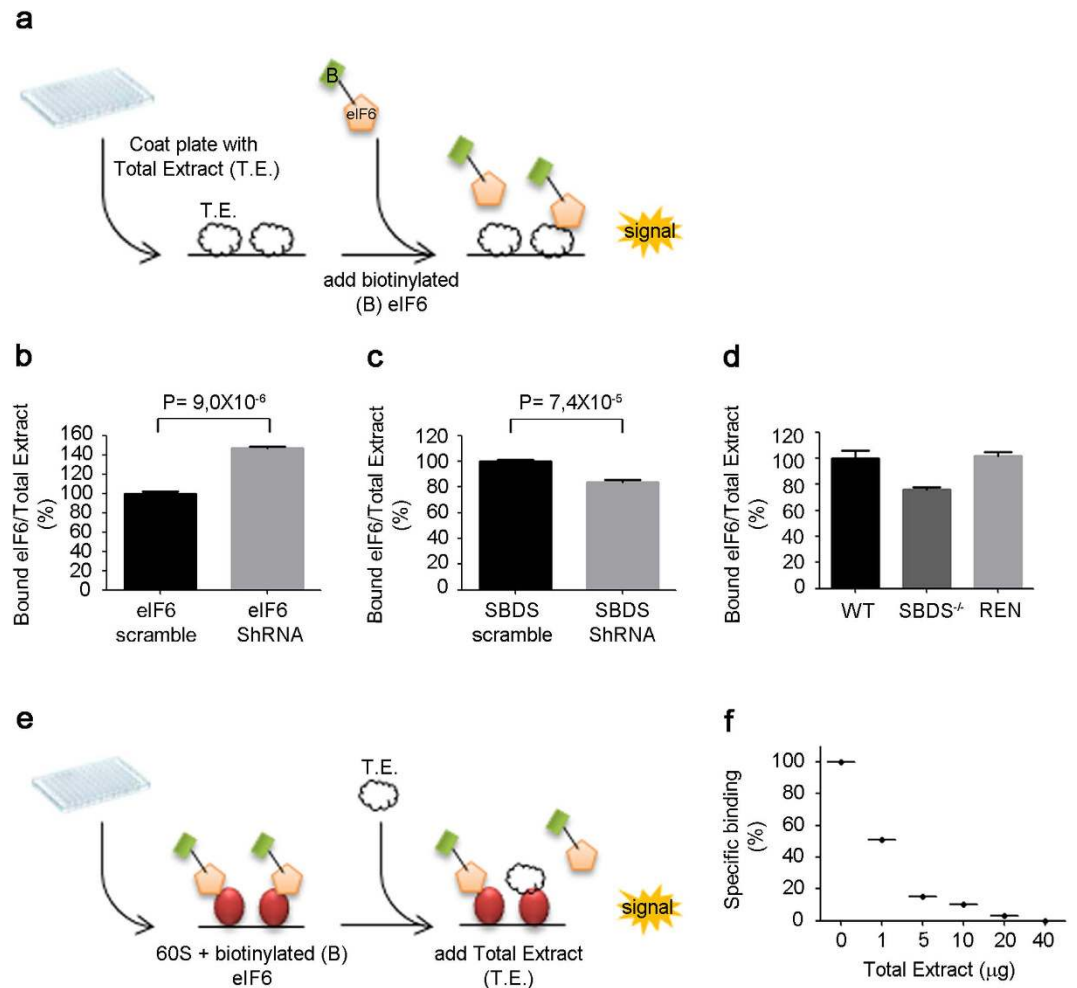 a
B
eIF6
Coat plate with
Total Extract (T.E.)
T.E.
signal
add biotinylated
(B) eIF6
b
P= 9,0X10⁻⁶
Bound eIF6/Total Extract
(%)
160
140
120
100
80
60
40
20
0
eIF6
scramble
eIF6
ShRNA
c
P= 7,4X10⁻⁵
Bound eIF6/Total Extract
(%)
120
100
80
60
40
20
0
SBDS
scramble
SBDS
ShRNA
d
Bound eIF6/Total Extract
(%)
120
100
80
60
40
20
0
WT
SBDS⁻/⁻
REN
e
T.E.
signal
60S + biotinylated (B)
eIF6
add Total Extract
(T.E.)
f
Specific binding
(%)
100
80
60
40
20
0
0 1 5 10 20 40
Total Extract (µg)